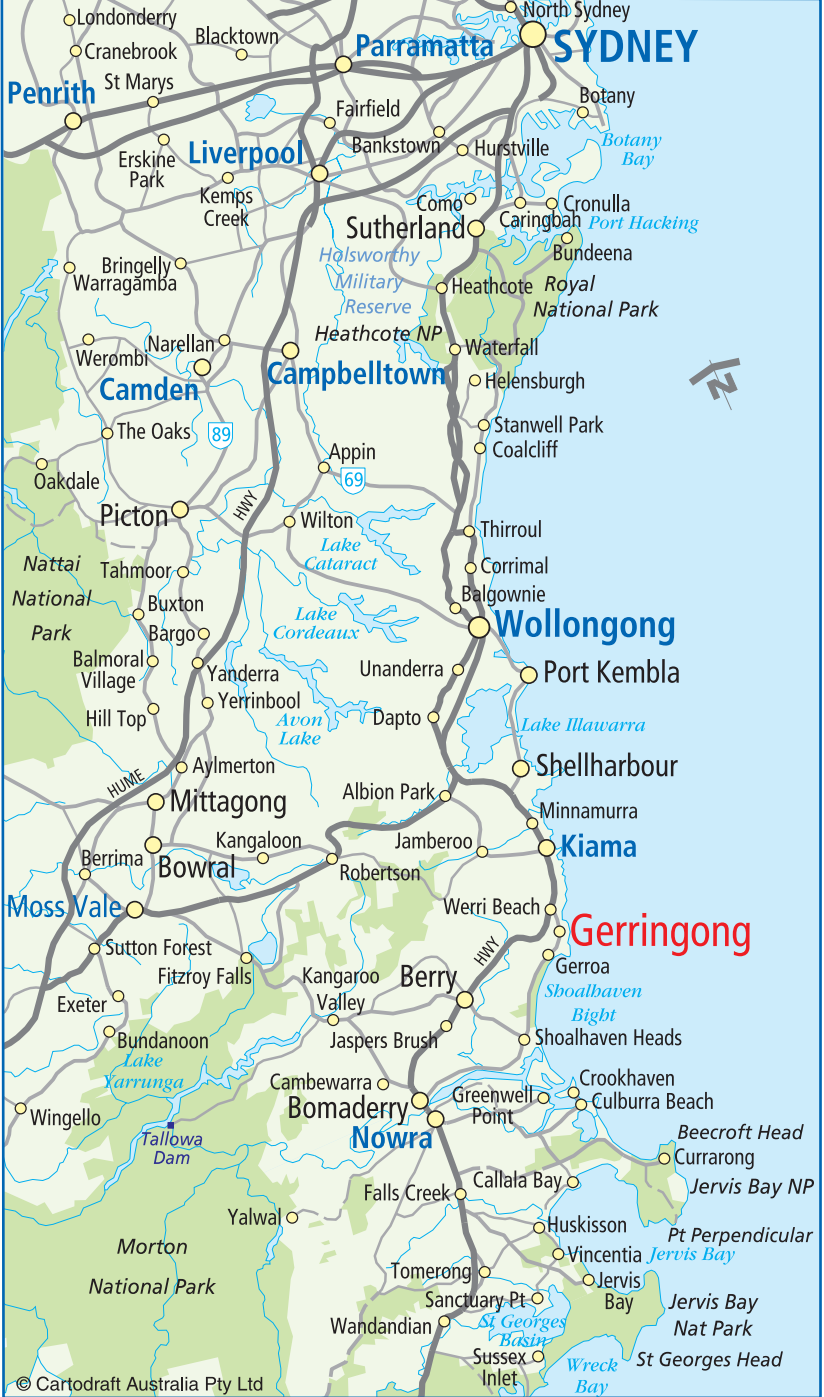 North Sydney
Londonderry
SYDNEY
Blacktown
Cranebrook
Parramatta
St Marys
Penrith
Botany
Fairfield
Bankstown
Botany
Bay
Hurstville
Liverpool
Erskine
Park
Kemps
Creek
Como
Cronulla
Caringbah
Port Hacking
Sutherland
Bundeena
Holsworthy
Military
Reserve
Bringelly
Warragamba
Heathcote
Royal
National Park
Heathcote NP
Narellan
Werombi
Waterfall
Camden
Campbelltown
Helensburgh
N
The Oaks
89
Stanwell Park
Coalcliff
Appin
69
Oakdale
HWY
Picton
Wilton
Thirroul
Lake
Cataract
Nattai
National
Park
Tahmoor
Corrimal
Balgownie
Buxton
Lake
Cordeaux
Bargo
Wollongong
Balmoral
Village
Yanderra
Unanderra
Port Kembla
Yerrinbool
Hill Top
Avon
Lake
Dapto
Lake Illawarra
Aylmerton
Shellharbour
HUME
Mittagong
Albion Park
Minnamurra
Kangaloon
Jamberoo
Kiama
Berrima
Bowral
Robertson
Moss Vale
Werri Beach
Gerringong
Sutton Forest
HWY
Fitzroy Falls
Kangaroo
Valley
Berry
Gerroa
Shoalhaven
Bight
Exeter
Jaspers Brush
Shoalhaven Heads
Bundanoon
Lake
Yarrunga
Cambewarra
Crookhaven
Greenwell
Point
Culburra Beach
Wingello
Bomaderry
Nowra
Tallowa
Dam
Beecroft Head
Currarong
Callala Bay
Jervis Bay NP
Falls Creek
Yalwal
Huskisson
Pt Perpendicular
Vincentia
Jervis Bay
Morton
National Park
Tomerong
Jervis
Bay
Sanctuary Pt
Jervis Bay
Nat Park
Wandandian
St Georges
Basin
Sussex
Inlet
Wreck
Bay
St Georges Head
© Cartodraft Australia Pty Ltd